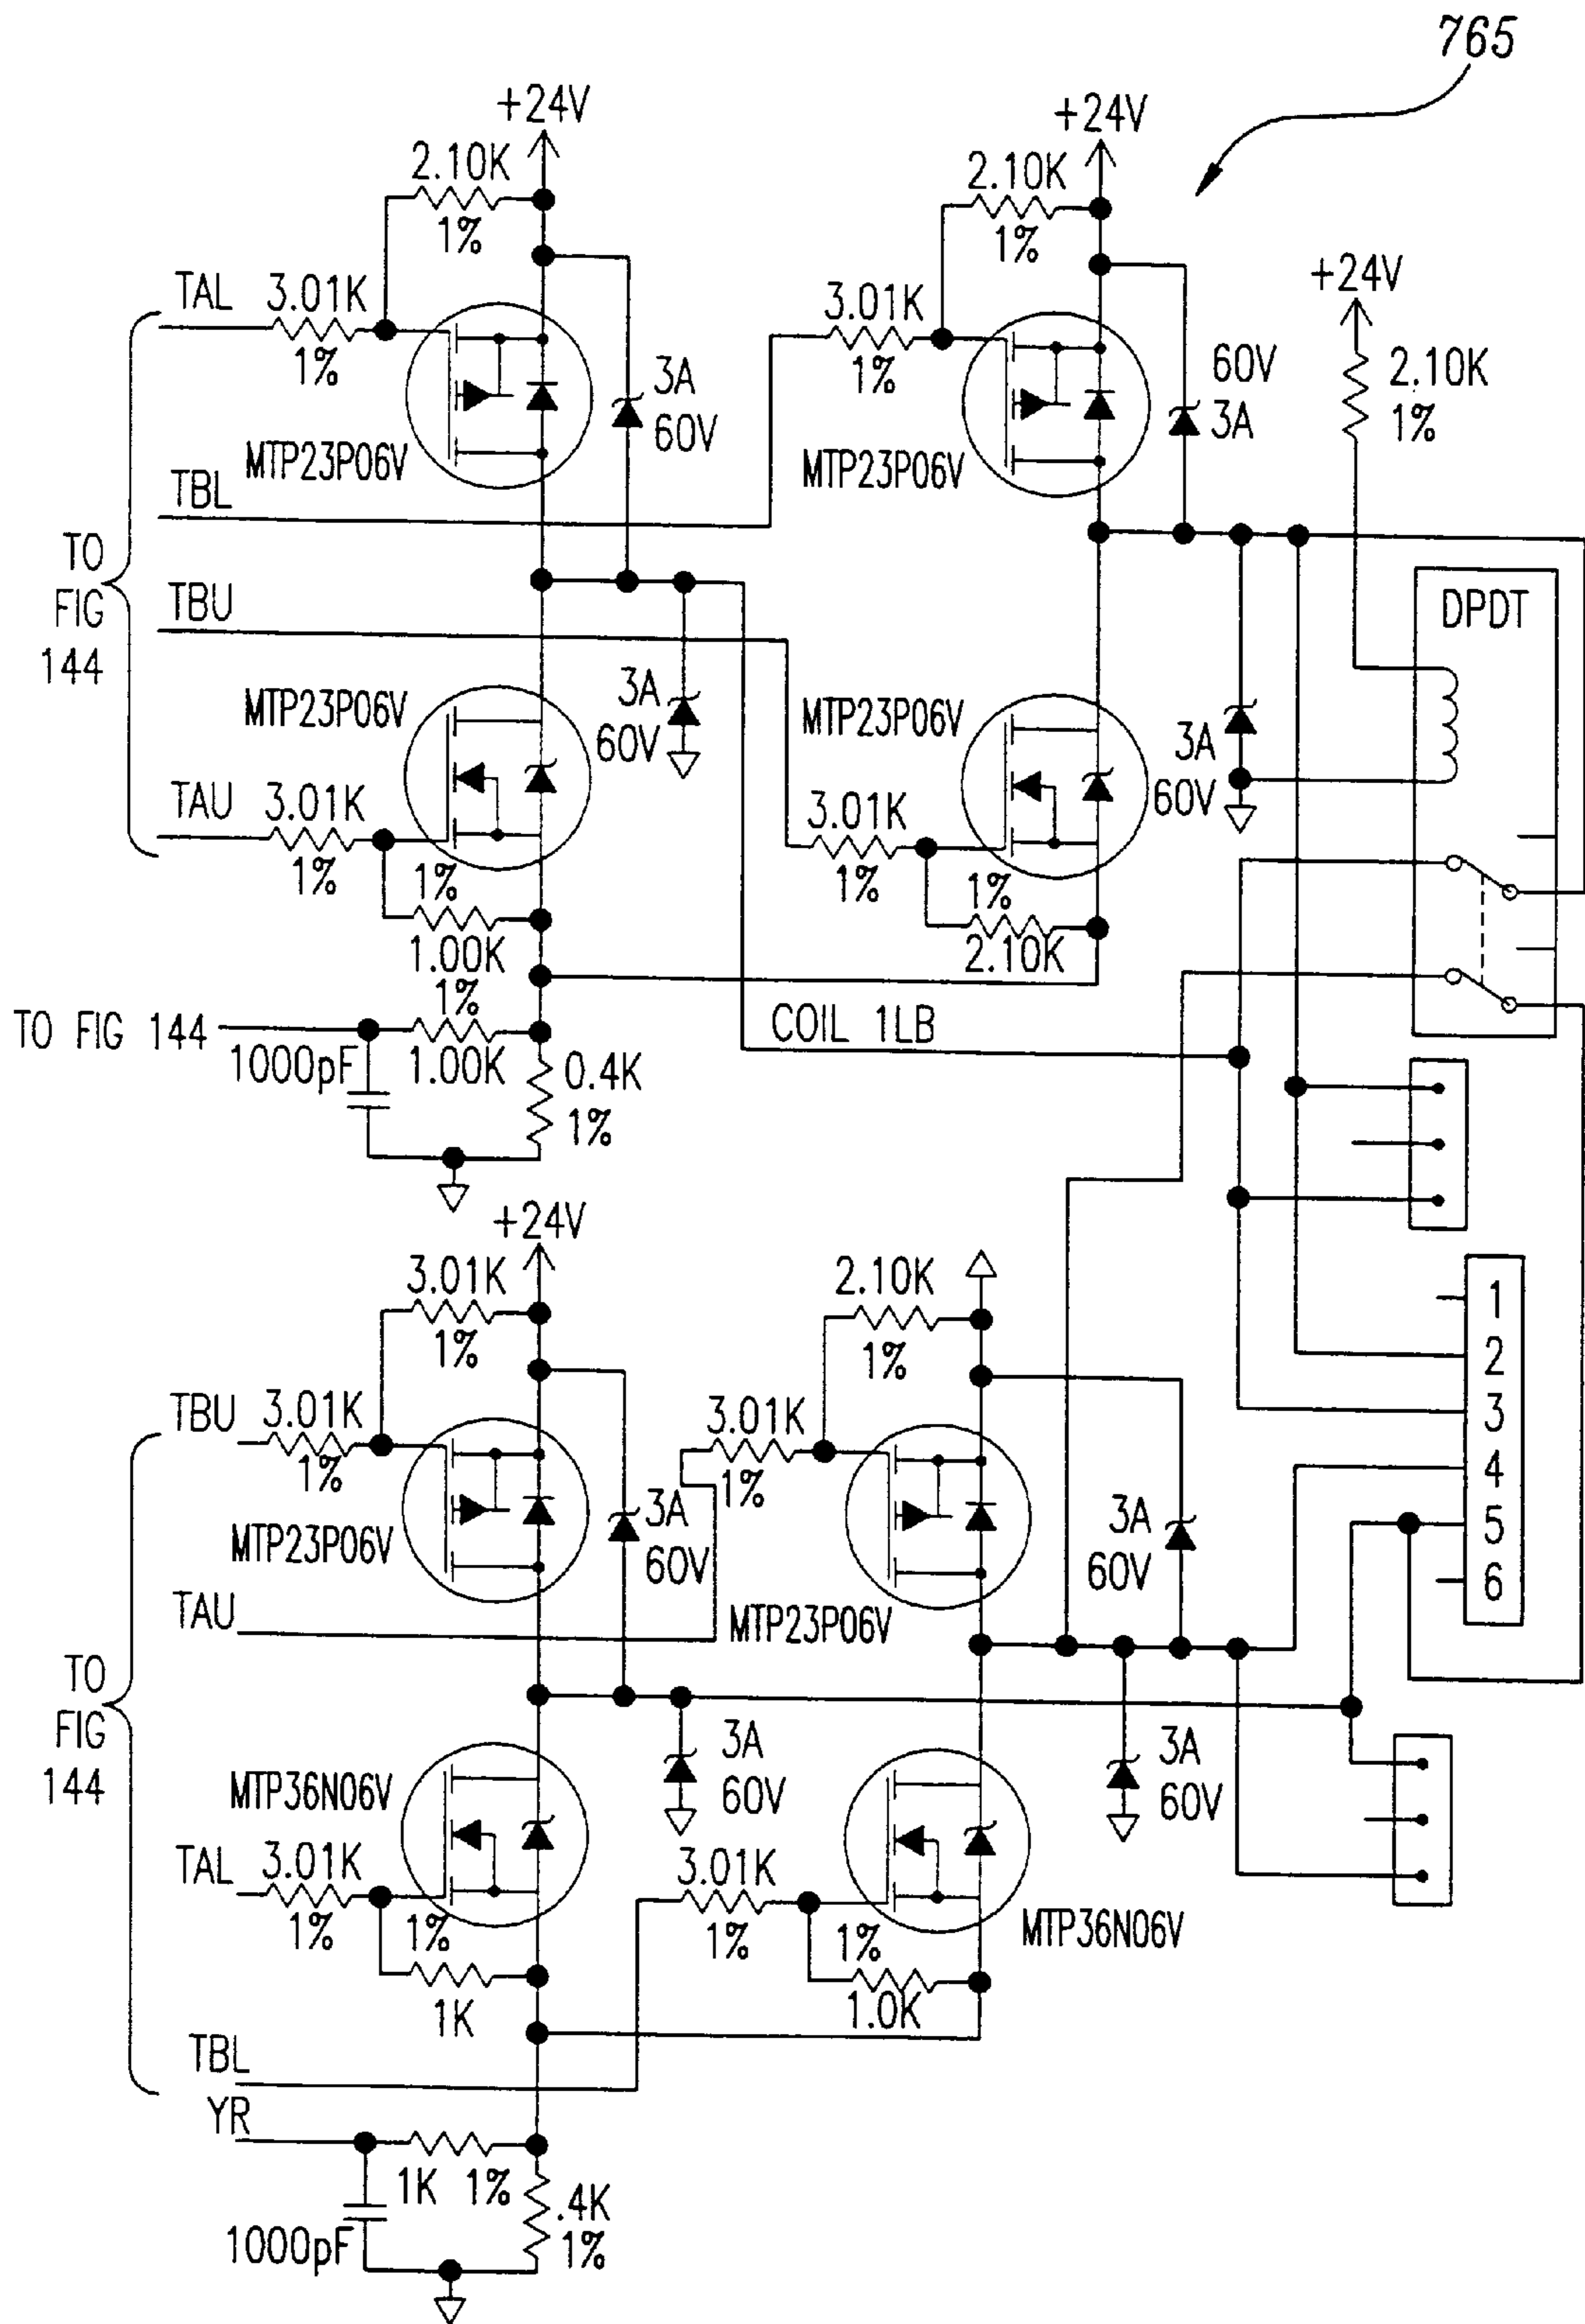 765
+24V
+24V
2.10K
1%
2.10K
1%
+24V
TAL
3.01K
1%
3.01K
1%
3A
60V
60V
3A
2.10K
1%
MTP23P06V
MTP23P06V
TBL
TO
FIG
144
TBU
DPDT
MTP23P06V
3A
60V
MTP23P06V
3A
60V
TAU
3.01K
1%
3.01K
1%
1%
1.00K
1%
2.10K
1%
TO FIG 144
1.00K
COIL 1LB
1000pF
0.4K
1%
+24V
3.01K
1%
2.10K
1%
1
2
3
4
5
6
TBU
3.01K
1%
3.01K
1%
3A
60V
3A
60V
MTP23P06V
MTP23P06V
TAU
TO
FIG
144
MTP36N06V
3A
60V
3A
60V
TAL
3.01K
1%
3.01K
1%
MTP36N06V
1%
1K
1%
1.0K
TBL
YR
1K
1%
.4K
1%
1000pF